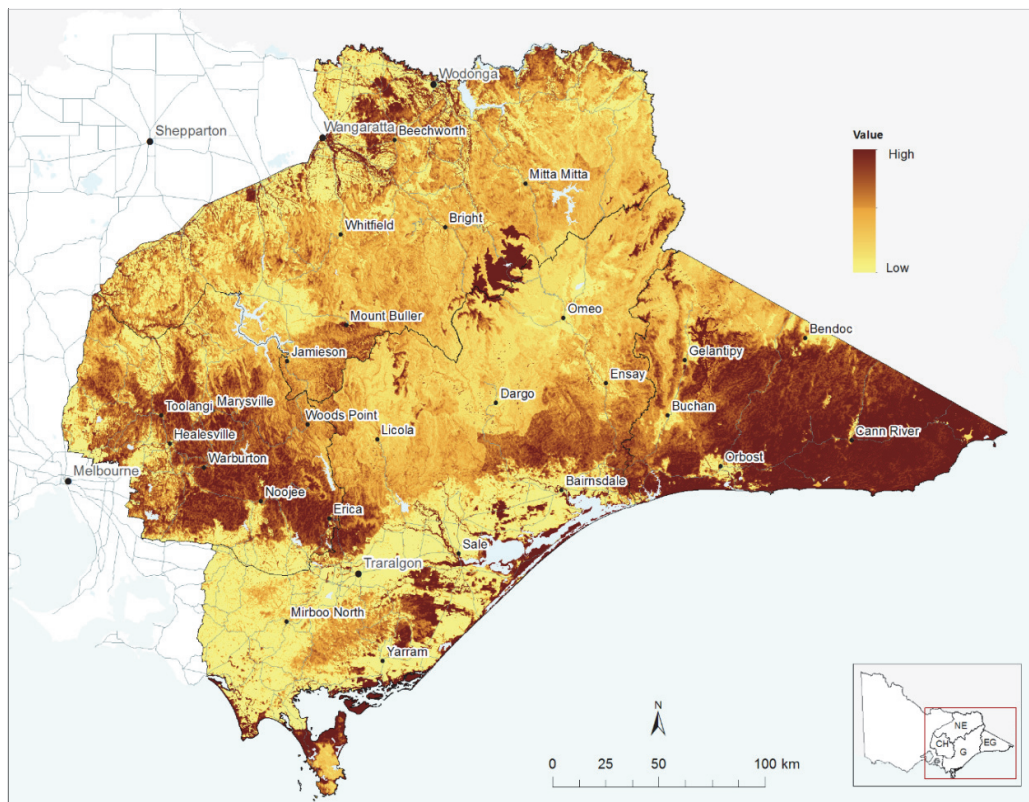 Wodonga
Shepparton
Wangaratta
Beechworth
Value
High
Low
Mitta Mitta
Whitfield
Bright
Omeo
Mount Buller
Bendoc
Jamieson
Gelantipy
Ensay
Dargo
Toolangi
Marysville
Buchan
Woods Point
Healesville
Licola
Cann River
Warburton
Orbost
Melbourne
Bairnsdale
Noojee
Erica
Sale
Traralgon
Mirboo North
Yarram
N
0 25 50 100 km
NE
CH
G
EG